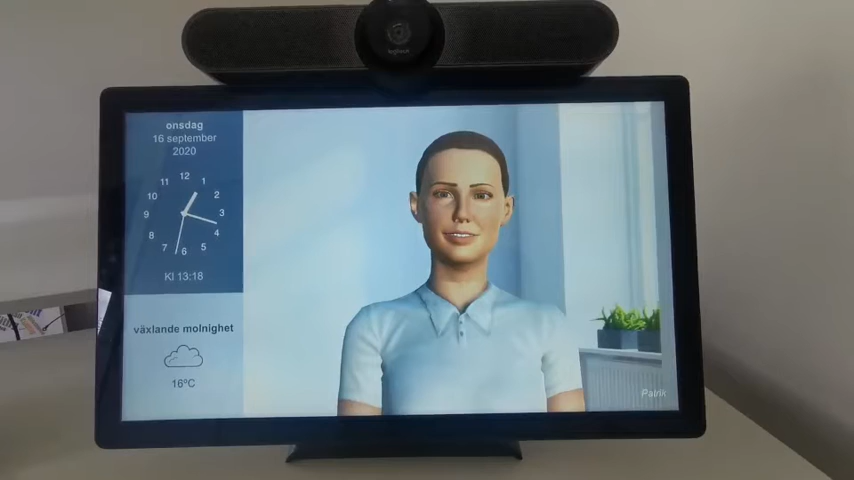 logitech
onsdag
16 september
2020
12
11 1
10 2
9 3
8 4
7 5
6
Kl 13:18
växlande molnighet
16°C
Patrik